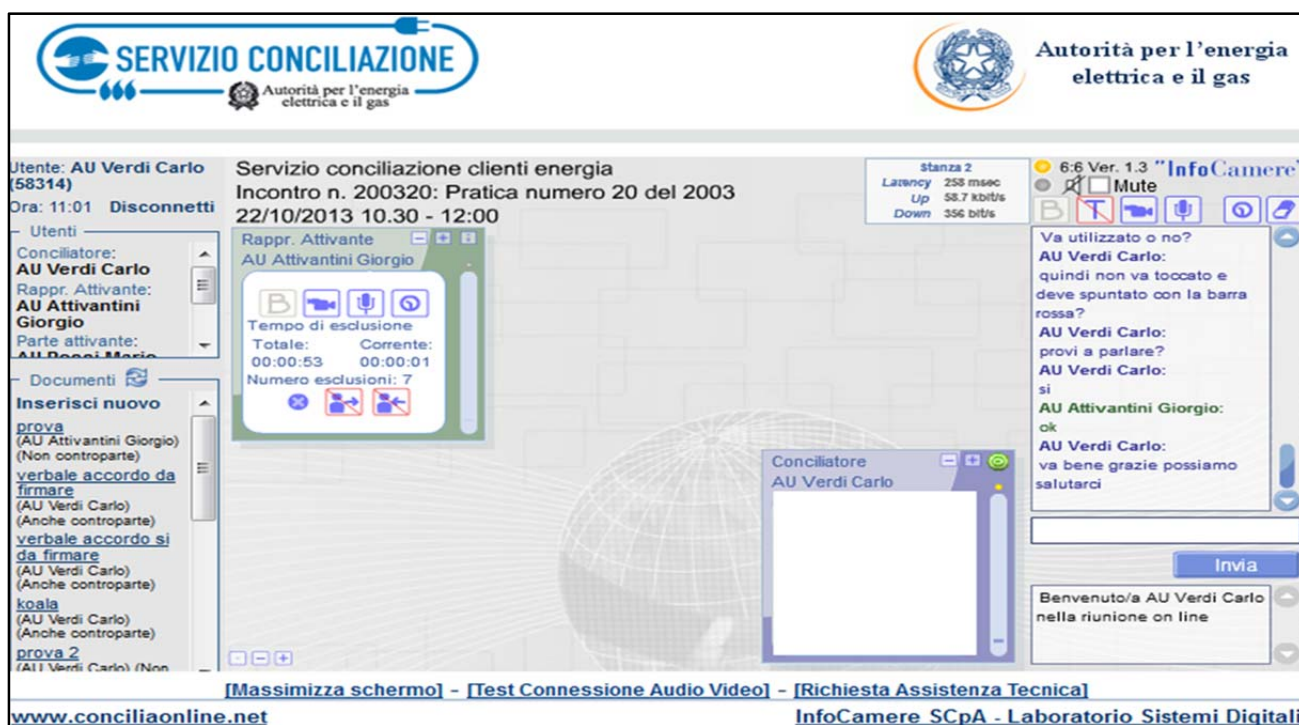 SERVIZIO CONCILIAZIONE
Autorità per l'energia
elettrica e il gas
Autorità per l'energia
elettrica e il gas
Utente: AU Verdi Carlo
(58314)
Ora: 11:01 Disconnetti
Utenti
Conciliatore:
AU Verdi Carlo
Rappr. Attivante:
AU Attivantini
Giorgio
Parte attivante:
AU Rossi Mario
Documenti
Inserisci nuovo
prova
(AU Attivantini Giorgio)
(Non controparte)
verbale accordo da
firmare
(AU Verdi Carlo)
(Anche controparte)
verbale accordo si
da firmare
(AU Verdi Carlo)
(Anche controparte)
koala
(AU Verdi Carlo)
(Anche controparte)
prova 2
(AU Verdi Carlo) (Non
Servizio conciliazione clienti energia
Incontro n. 200320: Pratica numero 20 del 2003
22/10/2013 10.30 - 12:00
Rappr. Attivante
AU Attivantini Giorgio
B
Tempo di esclusione
Totale: Corrente:
00:00:53 00:00:01
Numero esclusioni: 7
Conciliatore
AU Verdi Carlo
Stanza 2
Latency 258 msec
Up 58.7 kbit/s
Down 356 bit/s
6:6 Ver. 1.3 "InfoCamere"
Mute
B T
Va utilizzato o no?
AU Verdi Carlo:
quindi non va toccato e
deve spuntato con la barra
rossa?
AU Verdi Carlo:
provi a parlare?
AU Verdi Carlo:
si
AU Attivantini Giorgio:
ok
AU Verdi Carlo:
va bene grazie possiamo
salutarci
Invia
Benvenuto/a AU Verdi Carlo
nella riunione on line
[Massimizza schermo] - [Test Connessione Audio Video] - [Richiesta Assistenza Tecnica]
www.conciliaonline.net
InfoCamere SCpA - Laboratorio Sistemi Digitali